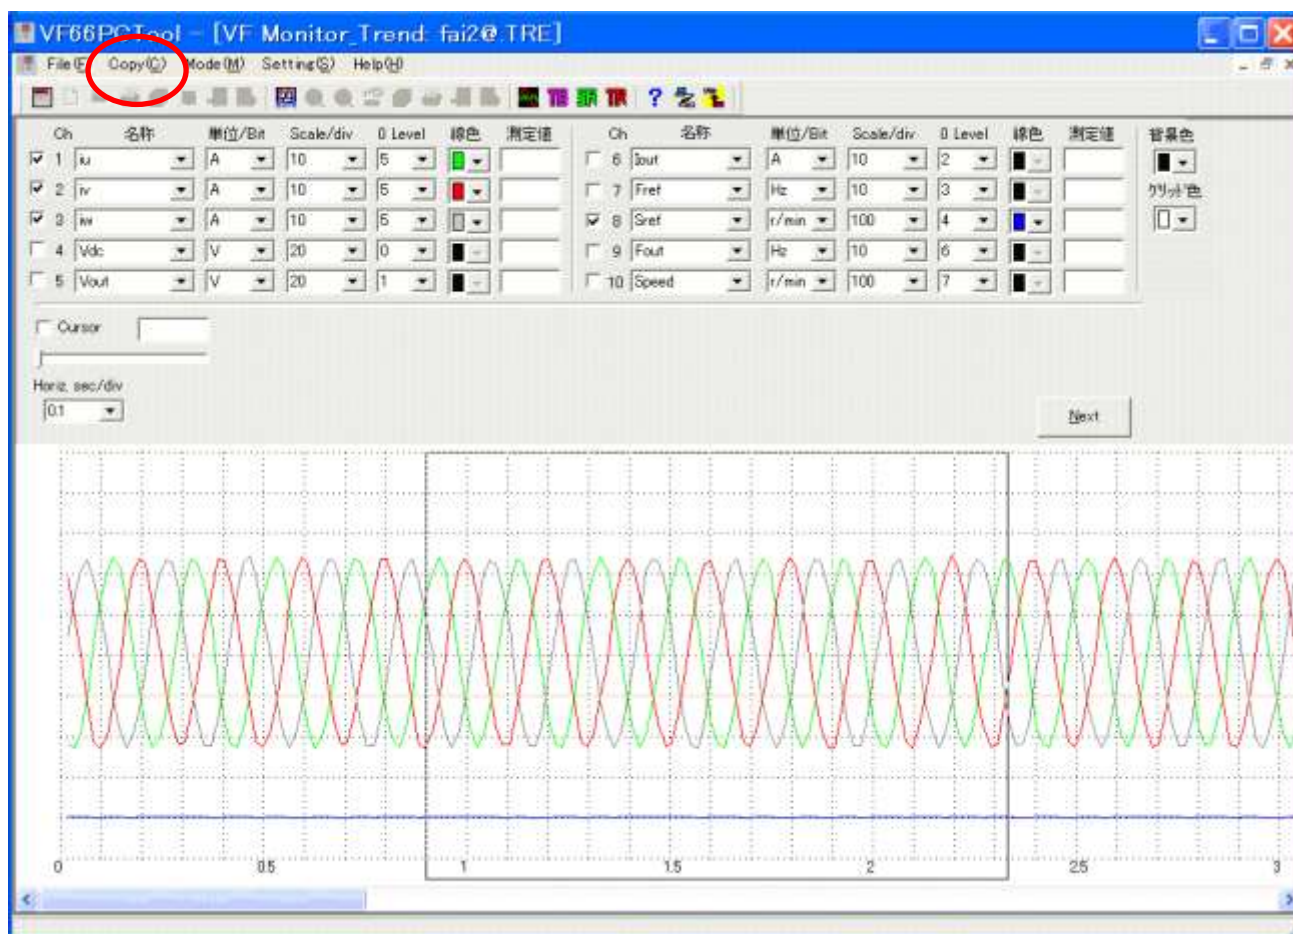 VF66PCTool - [VF Monitor_Trend: fai2@.TRE]
File(F) Copy(C) Mode(M) Setting(S) Help(H)
Ch 名称 単位/Bit Scale/div 0 Level 線色 測定値 Ch 名称 単位/Bit Scale/div 0 Level 線色 測定値 背景色
1 iu A 10 5 6 Iout A 10 2
2 iv A 10 5 7 Fref Hz 10 3 グリッド色
3 iw A 10 5 8 Sref r/min 100 4
4 Vdc V 20 0 9 Fout Hz 10 6
5 Vout V 20 1 10 Speed r/min 100 7
Cursor
Horiz. sec/div
0.1 Next
0 0.5 1 1.5 2 2.5 3